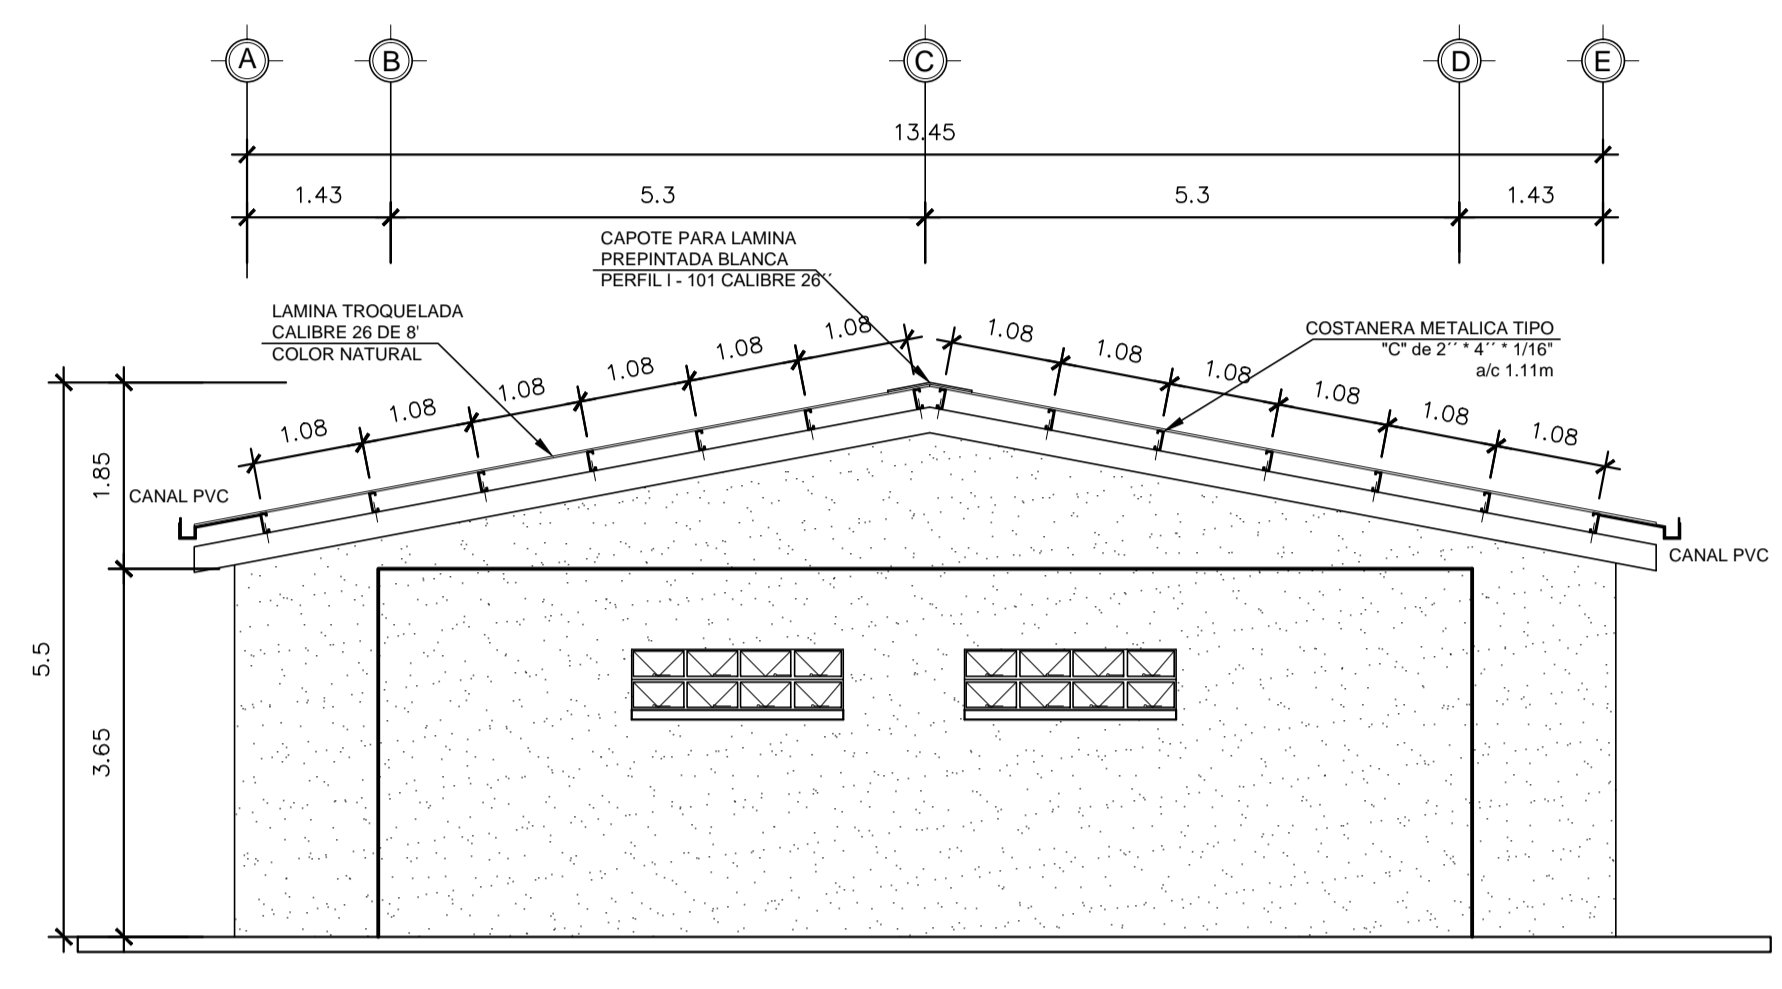 A
B
C
D
E
13.45
1.43
5.3
5.3
1.43
CAPOTE PARA LAMINA
PREPINTADA BLANCA
PERFIL I - 101 CALIBRE 26´´
LAMINA TROQUELADA
CALIBRE 26 DE 8'
COLOR NATURAL
COSTANERA METALICA TIPO
"C" de 2´´ * 4´´ * 1/16"
a/c 1.11m
1.08
1.08
1.08
1.08
1.08
1.08
1.08
1.08
1.08
1.08
1.08
1.08
CANAL PVC
CANAL PVC
1.85
5.5
3.65